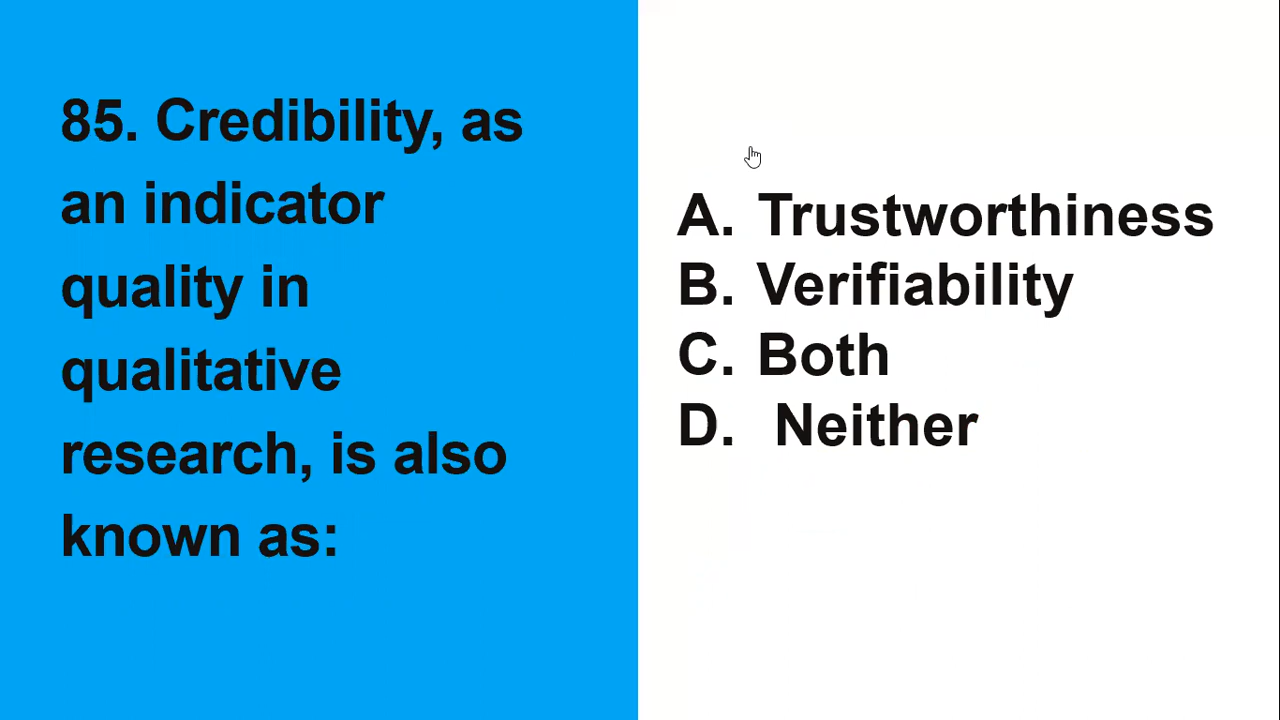 85. Credibility, as
an indicator
quality in
qualitative
research, is also
known as:
A. Trustworthiness
B. Verifiability
C. Both
D. Neither